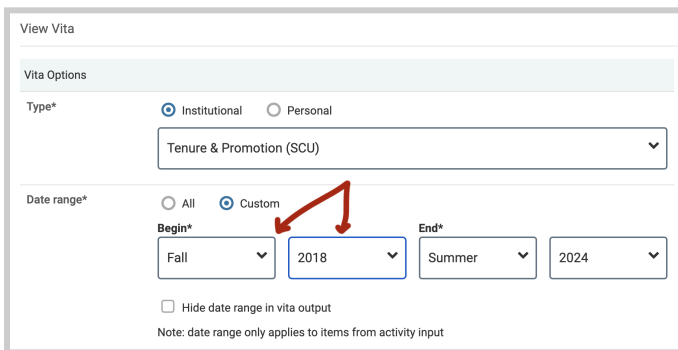 View Vita
Vita Options
Type*
Institutional Personal
Tenure & Promotion (SCU)
Date range*
All Custom
Begin* End*
Fall 2018 Summer 2024
Hide date range in vita output
Note: date range only applies to items from activity input